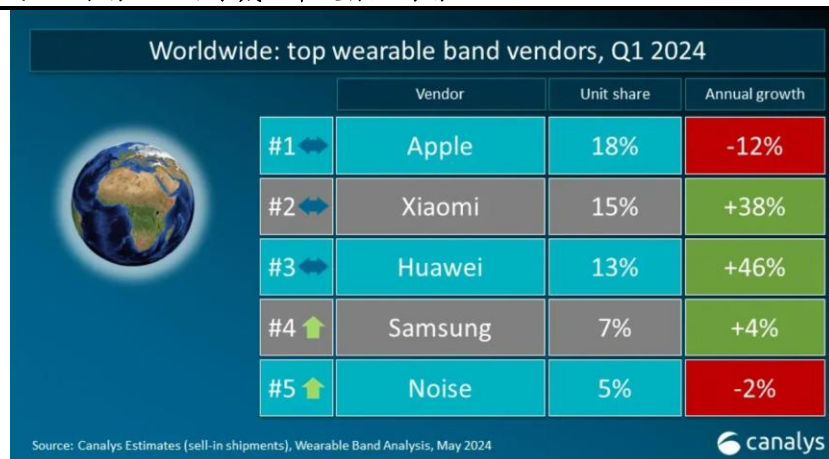 Worldwide: top wearable band vendors, Q1 2024
Vendor Unit share Annual growth
#1 Apple 18% -12%
#2 Xiaomi 15% +38%
#3 Huawei 13% +46%
#4 Samsung 7% +4%
#5 Noise 5% -2%
Source: Canalys Estimates (sell-in shipments), Wearable Band Analysis, May 2024
canalys